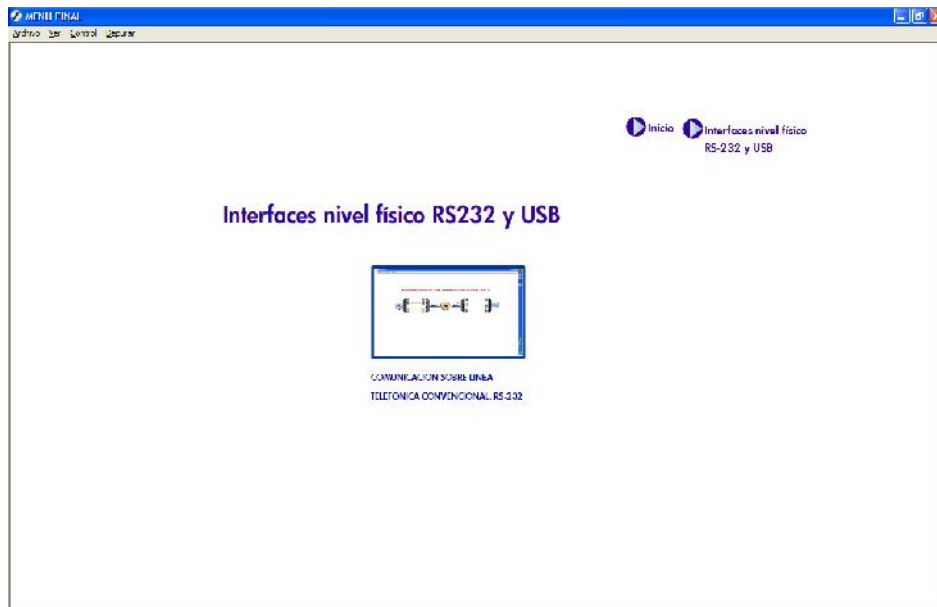 MENU FINAL
Archivo Ver Control Depurar
Inicio
Interfaces nivel físico
RS-232 y USB
Interfaces nivel físico RS232 y USB
COMUNICACION SOBRE LINEA
TELEFONICA CONVENCIONAL. RS-232